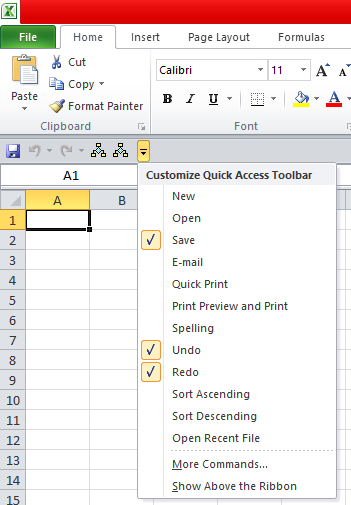 File Home Insert Page Layout Formulas
Cut
Copy
Format Painter
Paste
Clipboard
Calibri 11 A A
B I U A
Font
A1
Customize Quick Access Toolbar
New
Open
Save
E-mail
Quick Print
Print Preview and Print
Spelling
Undo
Redo
Sort Ascending
Sort Descending
Open Recent File
More Commands...
Show Above the Ribbon
A B
1
2
3
4
5
6
7
8
9
10
11
12
13
14
15